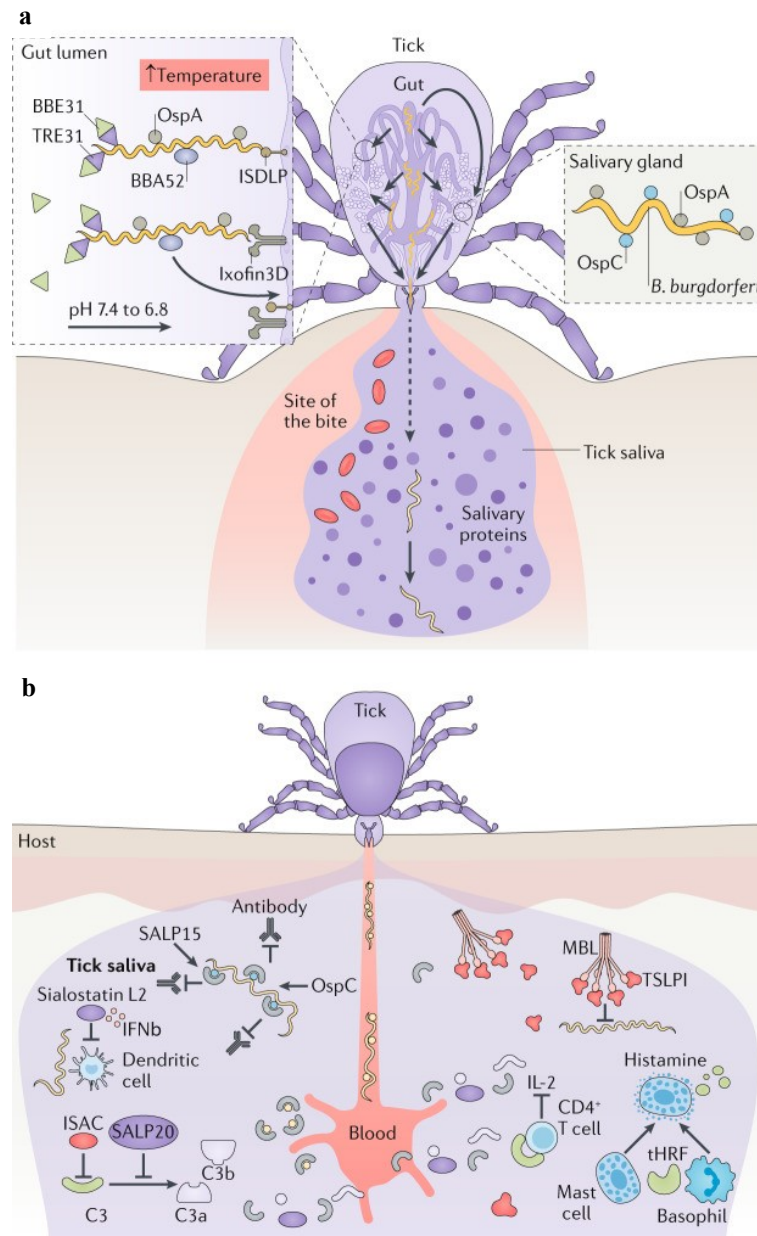 a
Tick
Gut lumen
↑Temperature
Gut
BBE31
OspA
TRE31
BBA52
ISDLP
Salivary gland
OspA
OspC
B. burgdorferi
Ixofin3D
pH 7.4 to 6.8
Site of
the bite
Tick saliva
Salivary
proteins
b
Tick
Host
Antibody
SALP15
MBL
TSLPI
Tick saliva
OspC
Sialostatin L2
IFNb
Dendritic
cell
Histamine
IL-2
CD4⁺
T cell
ISAC
SALP20
Blood
C3b
tHRF
C3
C3a
Mast
cell
Basophil